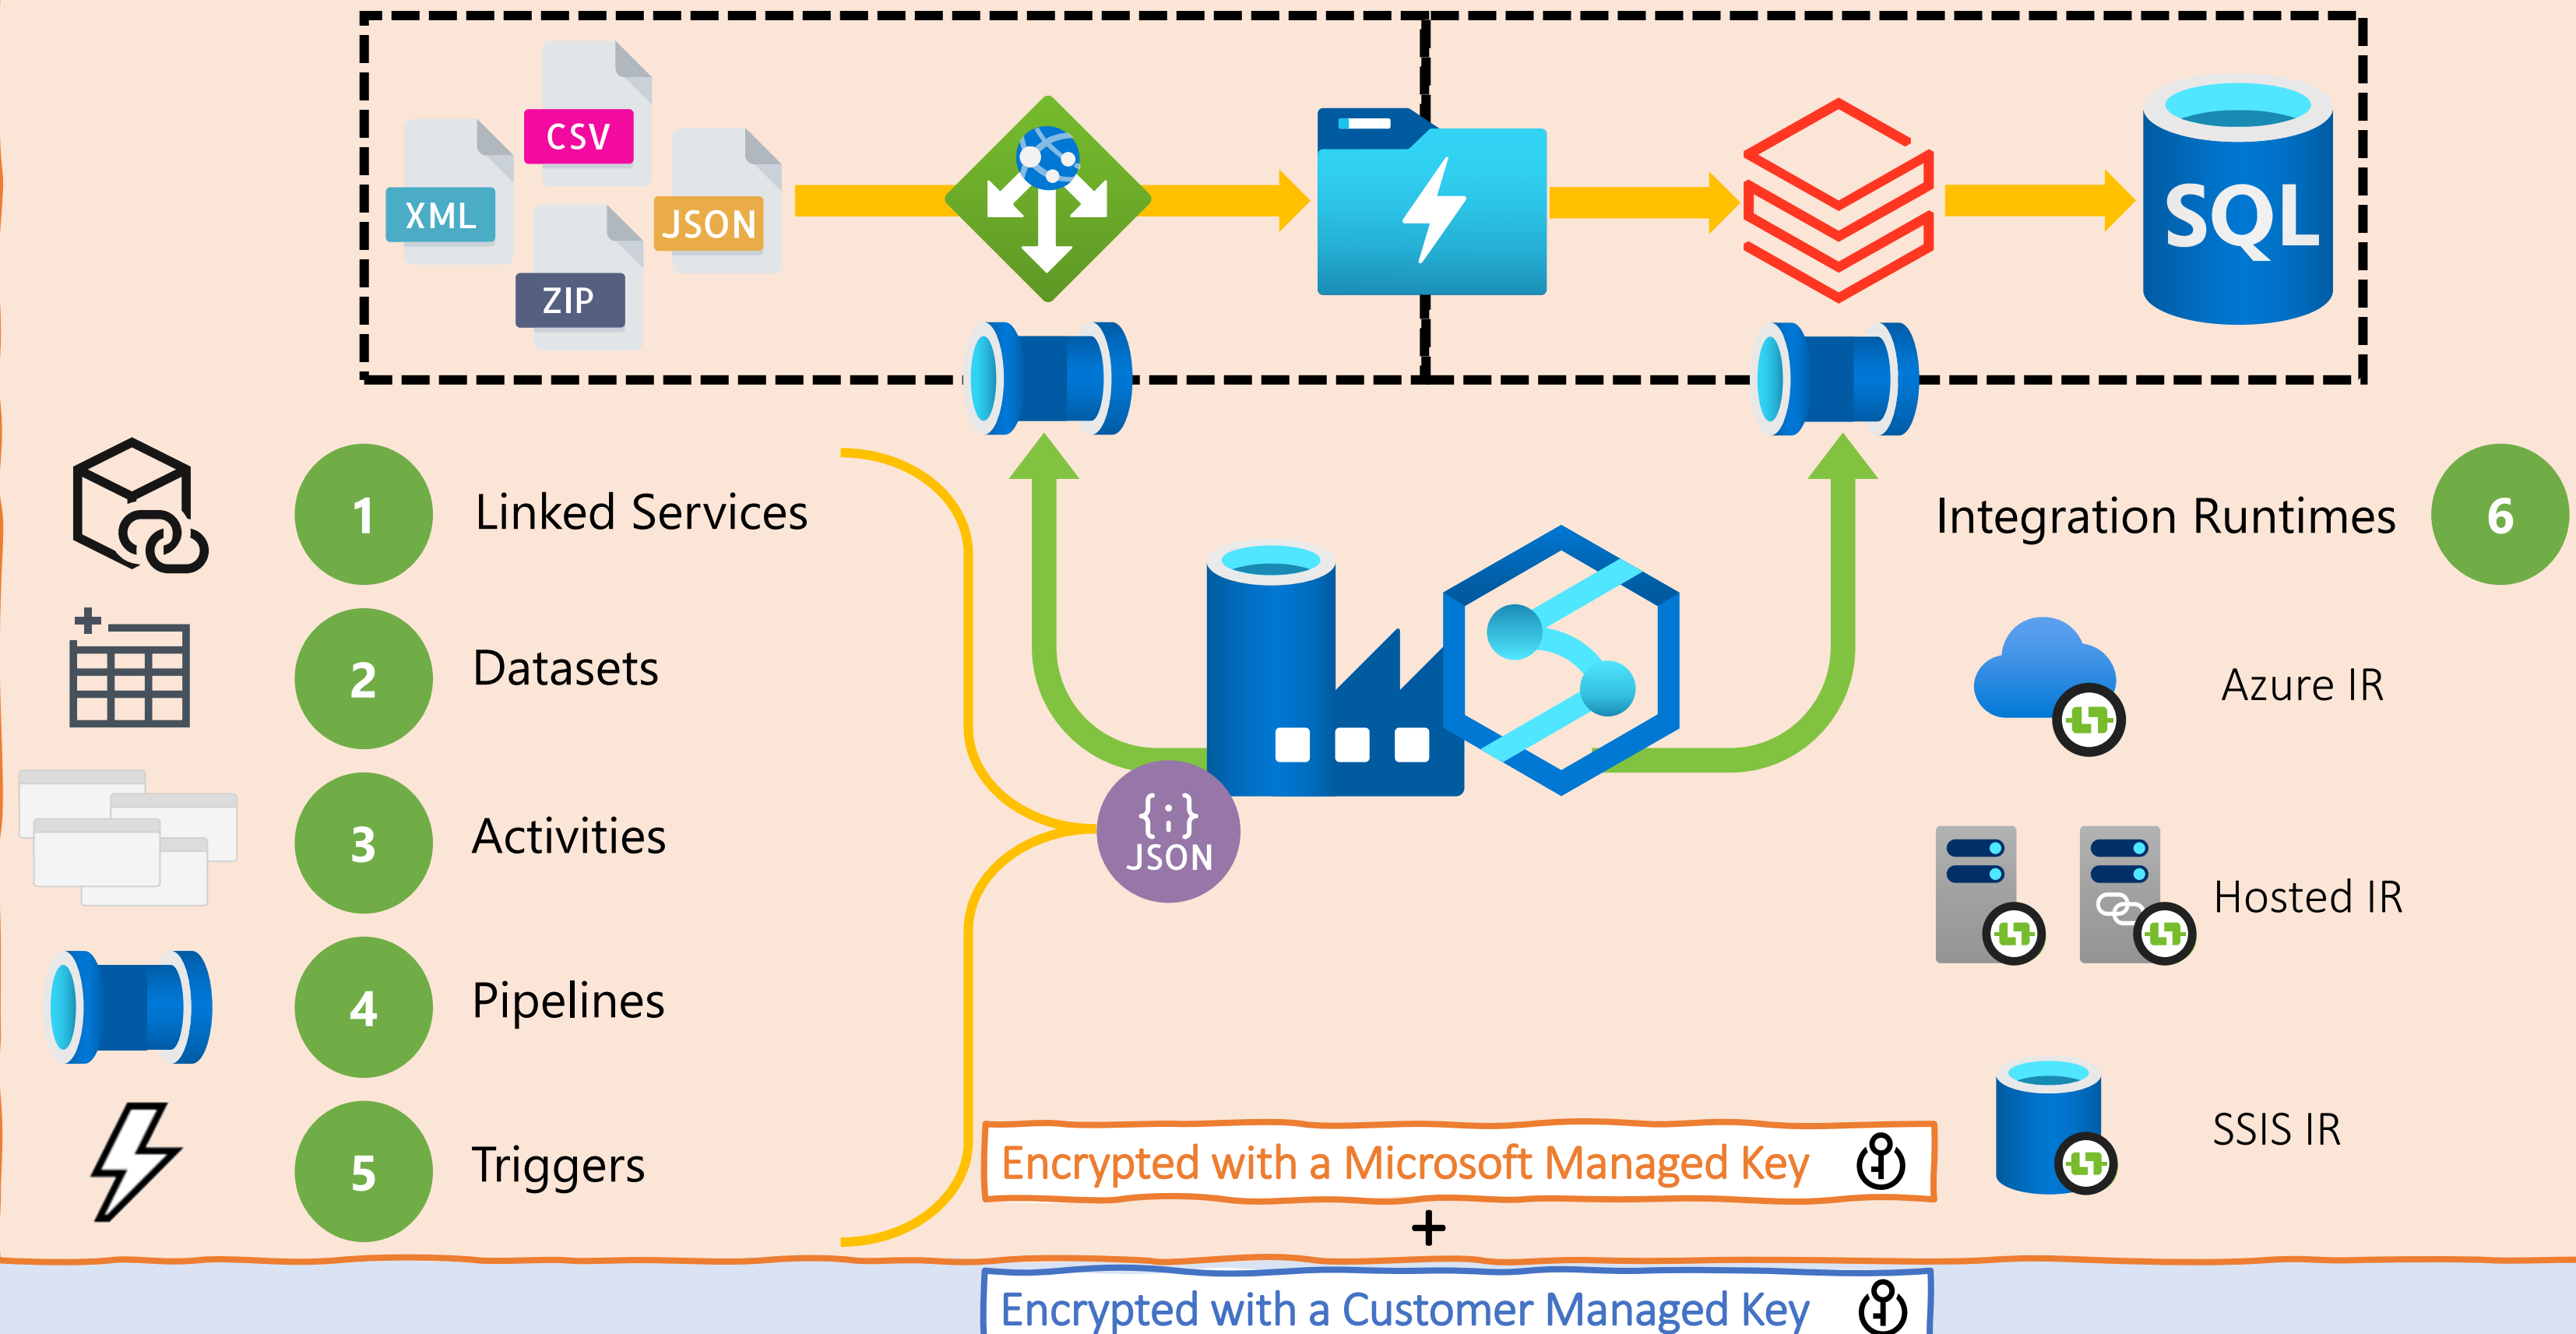 CSV
XML
JSON
ZIP
SQL
1 Linked Services
Integration Runtimes 6
2 Datasets
Azure IR
3 Activities
{;}
JSON
Hosted IR
4 Pipelines
5 Triggers
SSIS IR
Encrypted with a Microsoft Managed Key
+
Encrypted with a Customer Managed Key